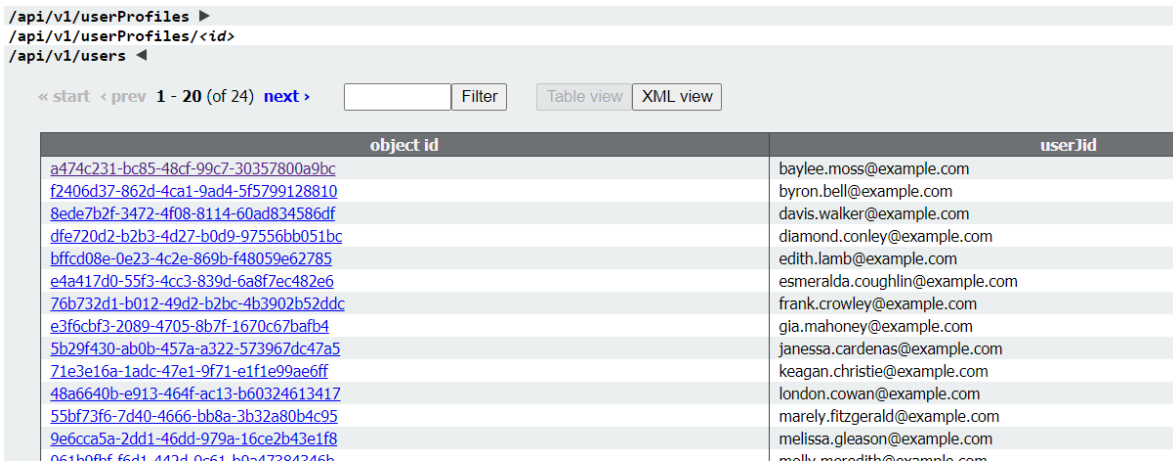 /api/v1/userProfiles ▶
/api/v1/userProfiles/<id>
/api/v1/users ◀
« start ‹ prev 1 - 20 (of 24) next › Filter Table view XML view
object id userJid
a474c231-bc85-48cf-99c7-30357800a9bc baylee.moss@example.com
f2406d37-862d-4ca1-9ad4-5f5799128810 byron.bell@example.com
8ede7b2f-3472-4f08-8114-60ad834586df davis.walker@example.com
dfe720d2-b2b3-4d27-b0d9-97556bb051bc diamond.conley@example.com
bffcd08e-0e23-4c2e-869b-f48059e62785 edith.lamb@example.com
e4a417d0-55f3-4cc3-839d-6a8f7ec482e6 esmeralda.coughlin@example.com
76b732d1-b012-49d2-b2bc-4b3902b52ddc frank.crowley@example.com
e3f6cbf3-2089-4705-8b7f-1670c67bafb4 gia.mahoney@example.com
5b29f430-ab0b-457a-a322-573967dc47a5 janessa.cardenas@example.com
71e3e16a-1adc-47e1-9f71-e1f1e99ae6ff keagan.christie@example.com
48a6640b-e913-464f-ac13-b60324613417 london.cowan@example.com
55bf73f6-7d40-4666-bb8a-3b32a80b4c95 marely.fitzgerald@example.com
9e6cca5a-2dd1-46dd-979a-16ce2b43e1f8 melissa.gleason@example.com
molly.meredith@example.com